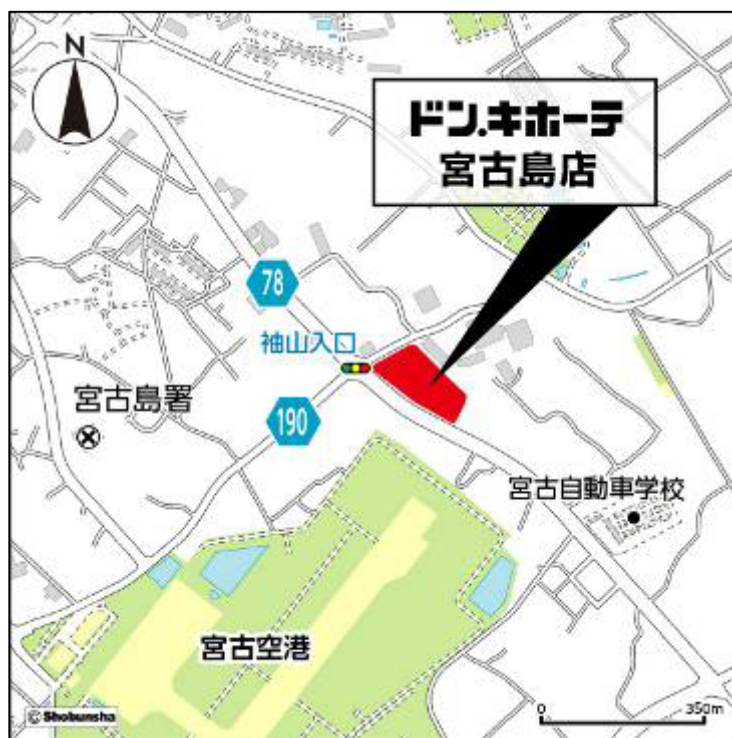 N
ドン.キホーテ
宮古島店
78
袖山入口
宮古島署
190
宮古自動車学校
宮古空港
© Shobunsha
0 350m